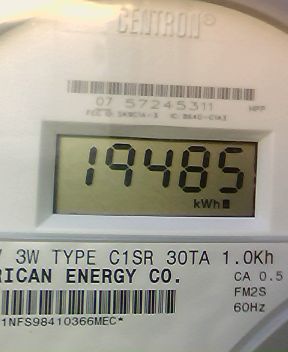 CENTRON®
07 57245311
19485
kWh
V 3W TYPE C1SR 30TA 1.0Kh
RICAN ENERGY CO.
CA 0.5
FM2S
60Hz
1NFS98410366MEC*